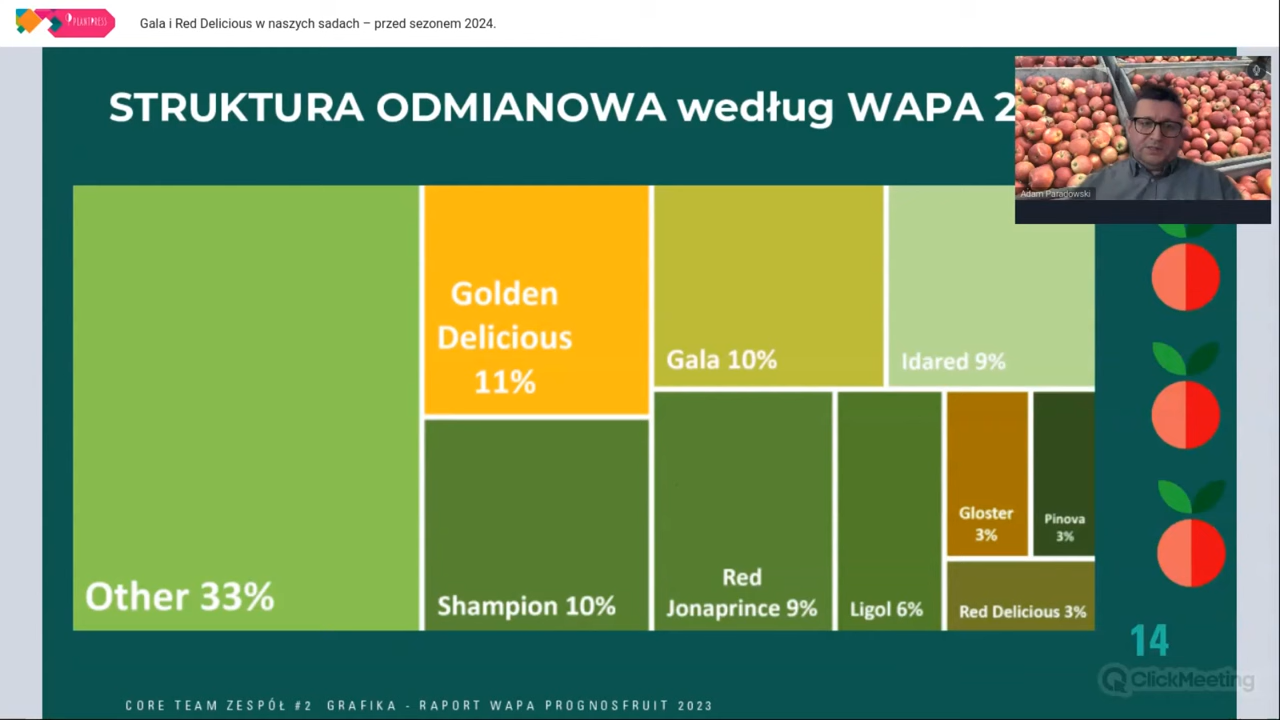 PLANTPRESS
Gala i Red Delicious w naszych sadach – przed sezonem 2024.
STRUKTURA ODMIANOWA według WAPA 2
Adam Paradowski
Golden
Delicious
11%
Gala 10%
Idared 9%
Other 33%
Shampion 10%
Red
Jonaprince 9%
Ligol 6%
Gloster
3%
Pinova
3%
Red Delicious 3%
14
ClickMeeting
CORE TEAM ZESPÓŁ #2 GRAFIKA - RAPORT WAPA PROGNOSFRUIT 2023